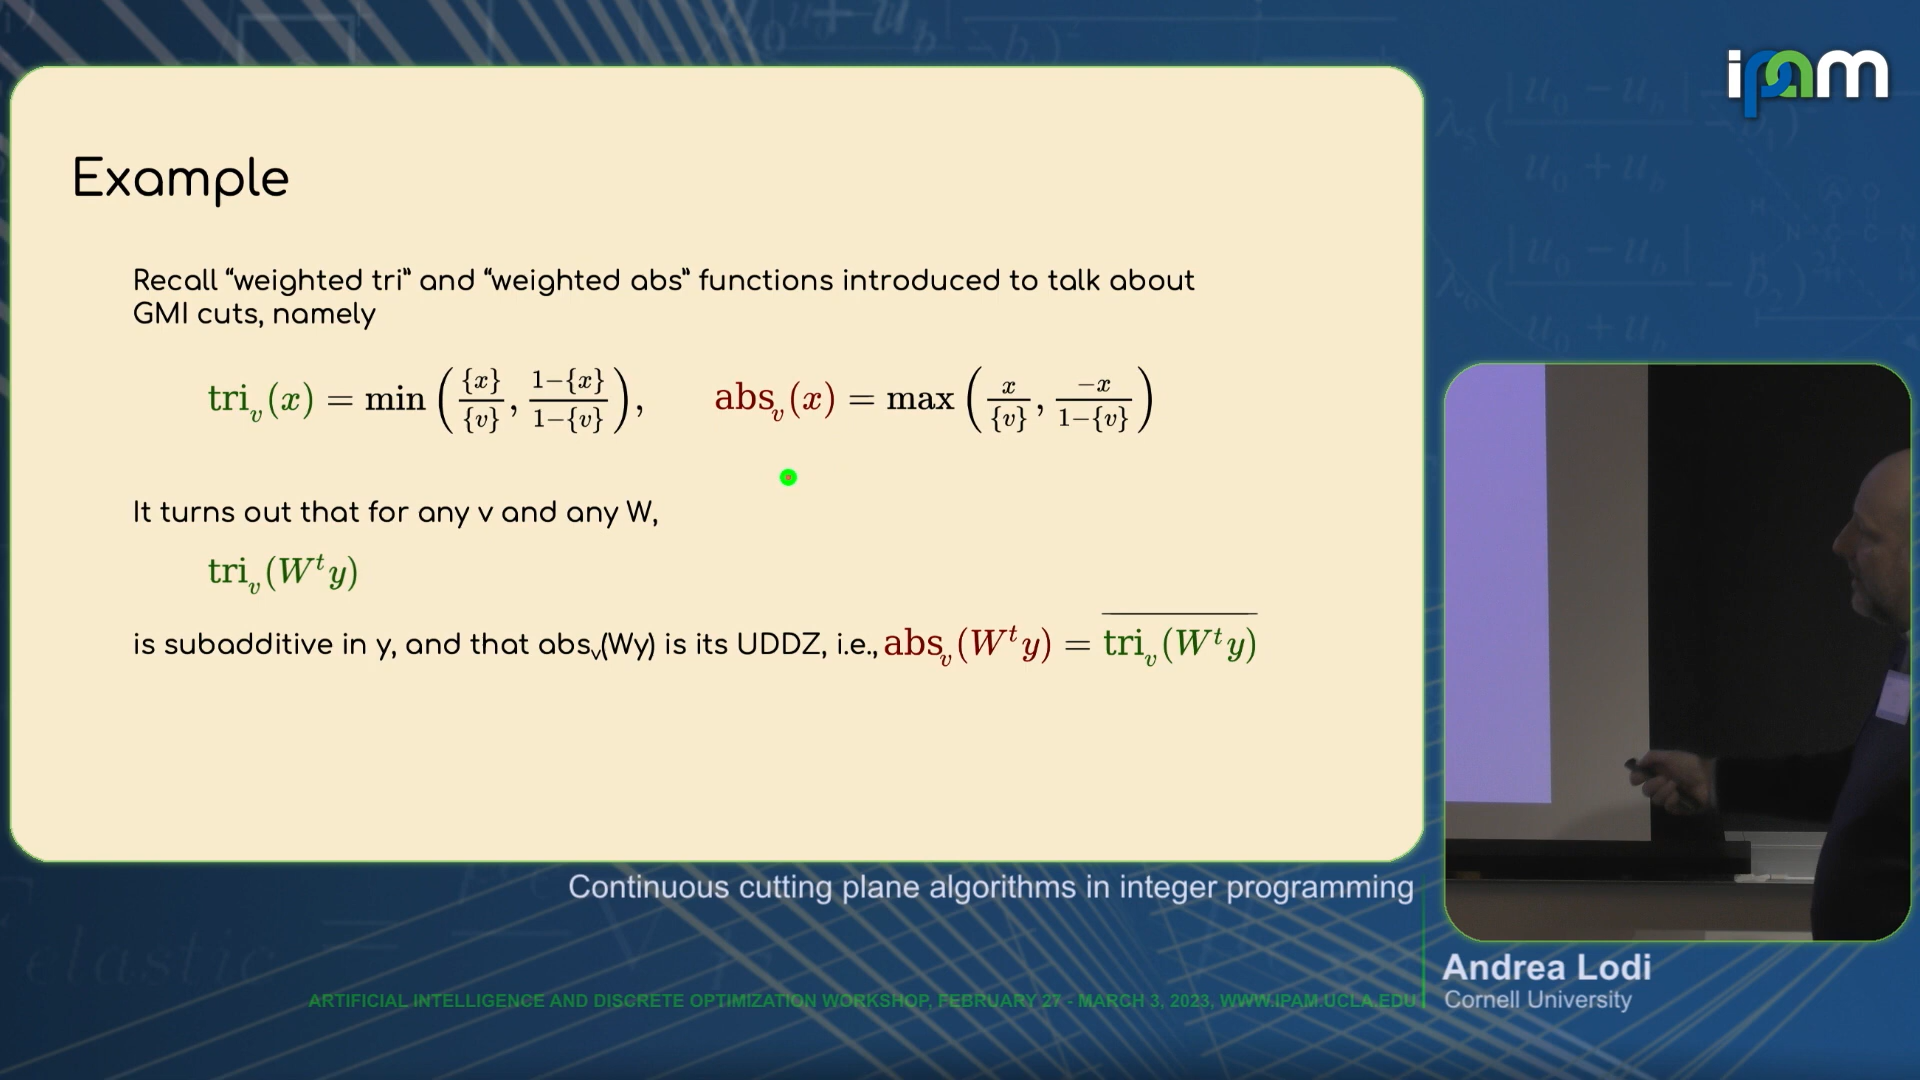 ipam
Example
Recall “weighted tri” and “weighted abs” functions introduced to talk about
GMI cuts, namely
tri_v(x) = min ( {x}/{v}, 1−{x}/1−{v} ), abs_v(x) = max ( x/{v}, −x/1−{v} )
It turns out that for any v and any W,
tri_v(W^t y)
is subadditive in y, and that abs_v(Wy) is its UDDZ, i.e., abs_v(W^t y) = \overline{tri_v(W^t y)}
Continuous cutting plane algorithms in integer programming
Andrea Lodi
Cornell University
ARTIFICIAL INTELLIGENCE AND DISCRETE OPTIMIZATION WORKSHOP, FEBRUARY 27 - MARCH 3, 2023, WWW.IPAM.UCLA.EDU
elastic